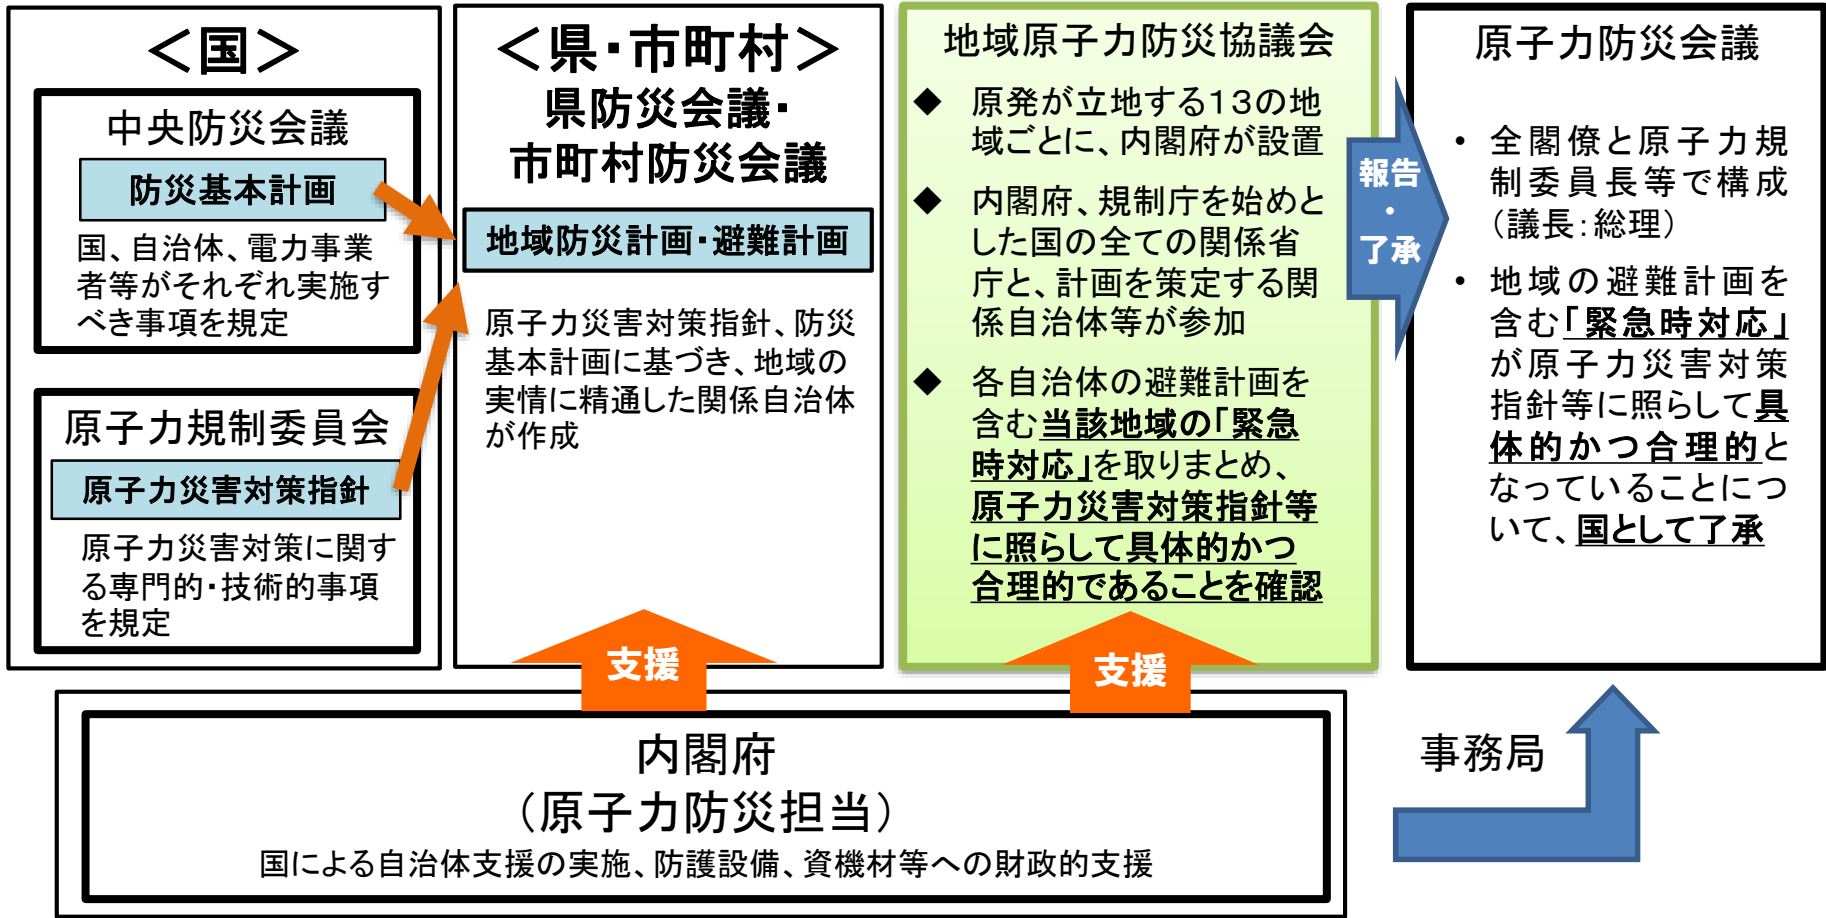 ＜国＞
中央防災会議
防災基本計画
国、自治体、電力事業
者等がそれぞれ実施す
べき事項を規定
原子力規制委員会
原子力災害対策指針
原子力災害対策に関す
る専門的・技術的事項
を規定
＜県・市町村＞
県防災会議・
市町村防災会議
地域防災計画・避難計画
原子力災害対策指針、防災
基本計画に基づき、地域の
実情に精通した関係自治体
が作成
支援
地域原子力防災協議会
◆ 原発が立地する13の地
域ごとに、内閣府が設置
◆ 内閣府、規制庁を始めと
した国の全ての関係省
庁と、計画を策定する関
係自治体等が参加
◆ 各自治体の避難計画を
含む当該地域の「緊急
時対応」を取りまとめ、
原子力災害対策指針等
に照らして具体的かつ
合理的であることを確認
支援
報告
・
了承
原子力防災会議
• 全閣僚と原子力規
制委員長等で構成
（議長：総理）
• 地域の避難計画を
含む「緊急時対応」
が原子力災害対策
指針等に照らして具
体的かつ合理的と
なっていることにつ
いて、国として了承
内閣府
（原子力防災担当）
国による自治体支援の実施、防護設備、資機材等への財政的支援
事務局